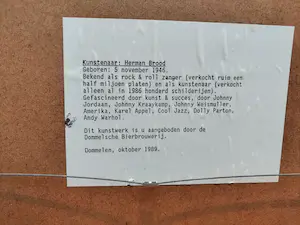 Kunstenaar: Herman Brood
Geboren: 5 november 1946.
Bekend als rock & roll zanger (verkocht ruim een
half miljoen platen) en als kunstenaar (verkocht
alleen al in 1986 honderd schilderijen).
Gefascineerd door kunst & succes, door Johnny
Jordaan, Johnny Kraaykamp, Johnny Weismuller,
Amerika, Karel Appel, Cool Jazz, Dolly Parton,
Andy Warhol.
Dit kunstwerk is u aangeboden door de
Dommelsche Bierbrouwerij.
Dommelen, oktober 1989.